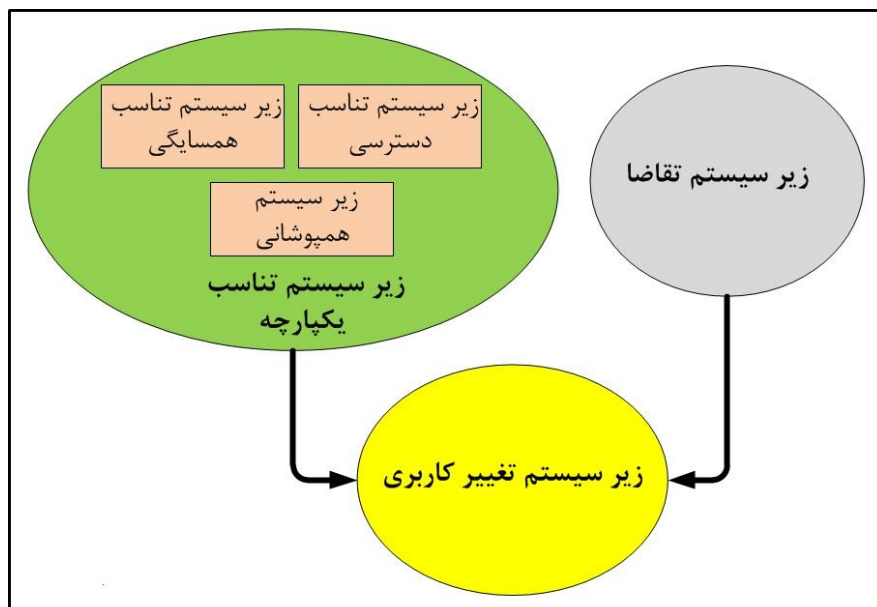 زیر سیستم تناسب
دسترسی
زیر سیستم تناسب
همسایگی
زیر سیستم
همپوشانی
زیر سیستم تناسب
یکپارچه
زیر سیستم تقاضا
زیر سیستم تغییر کاربری